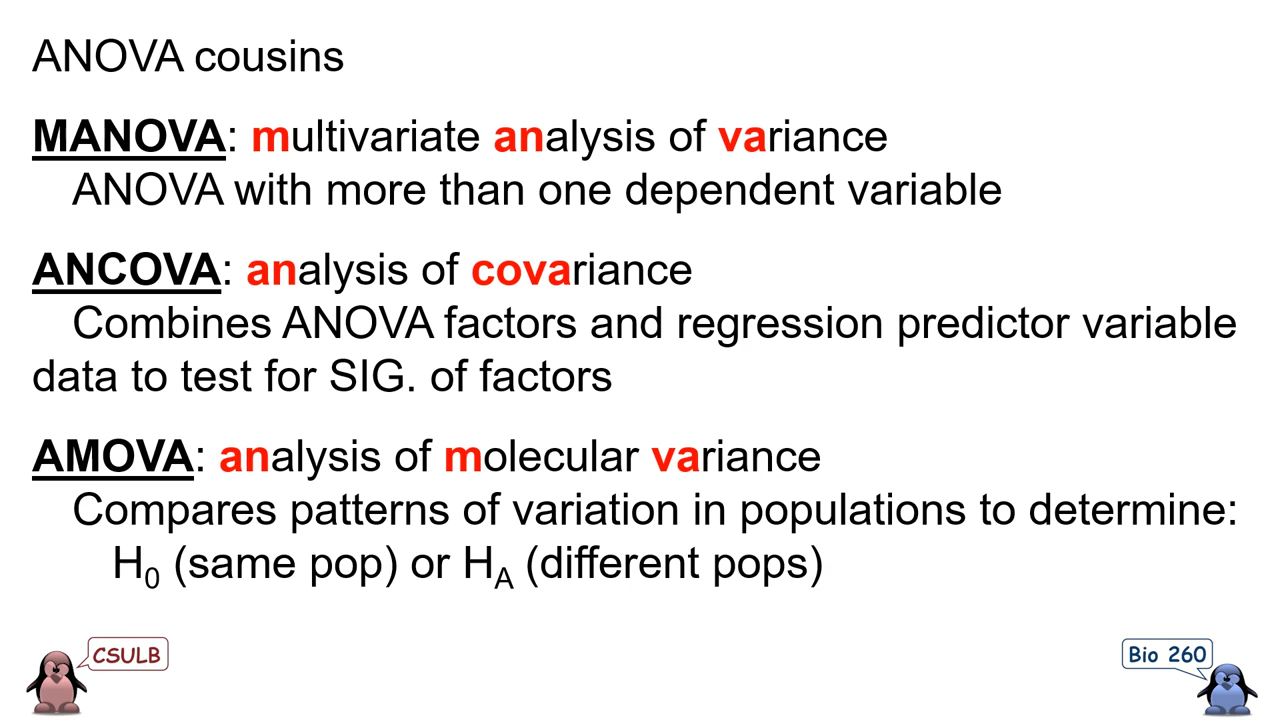 ANOVA cousins
MANOVA: multivariate analysis of variance
ANOVA with more than one dependent variable
ANCOVA: analysis of covariance
Combines ANOVA factors and regression predictor variable
data to test for SIG. of factors
AMOVA: analysis of molecular variance
Compares patterns of variation in populations to determine:
H₀ (same pop) or Hᴀ (different pops)
CSULB
Bio 260